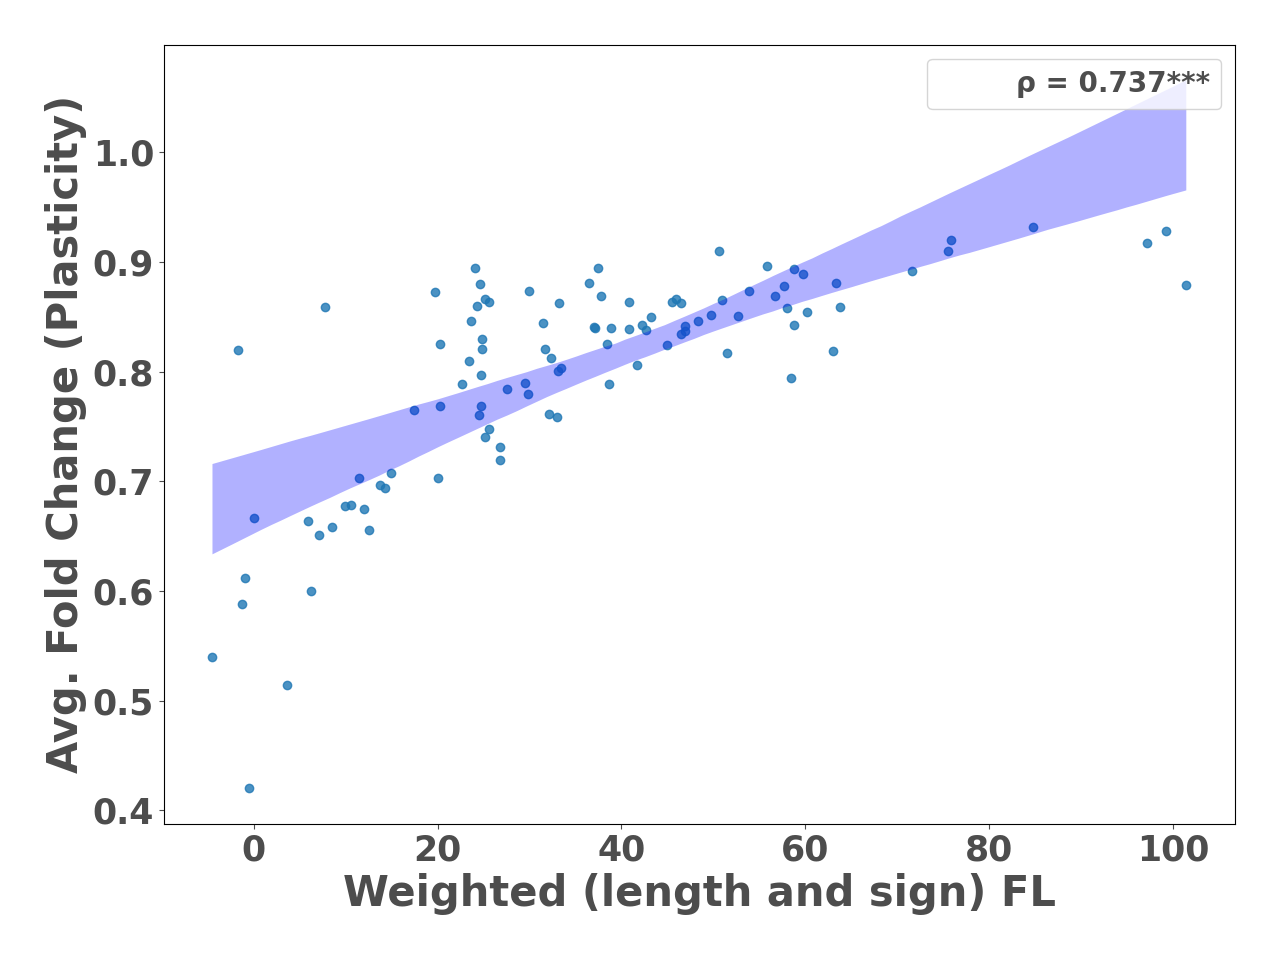 ρ = 0.737***
Avg. Fold Change (Plasticity)
1.0
0.9
0.8
0.7
0.6
0.5
0.4
0 20 40 60 80 100
Weighted (length and sign) FL